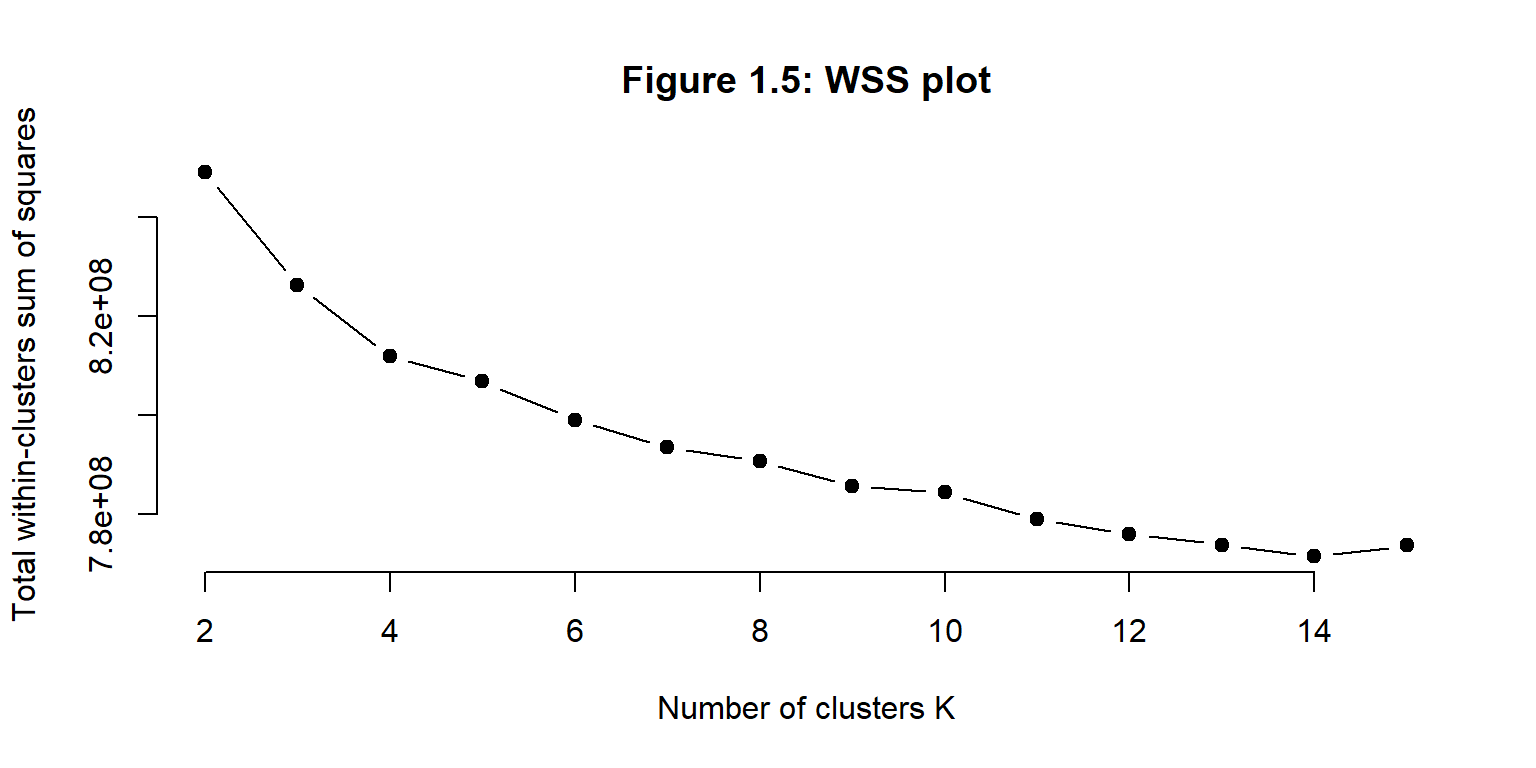 Figure 1.5: WSS plot
Total within-clusters sum of squares
8.2e+08
7.8e+08
2 4 6 8 10 12 14
Number of clusters K